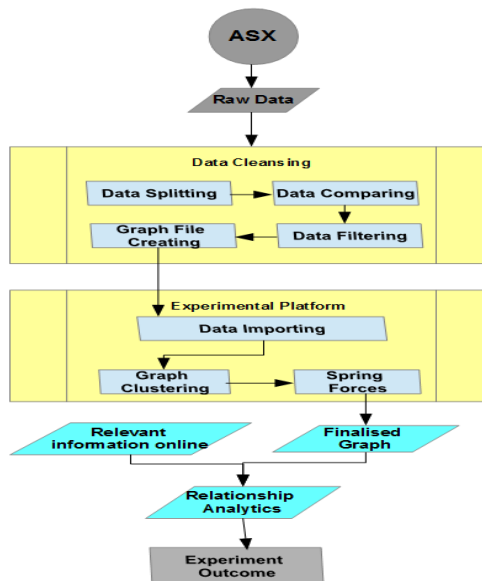 ASX
Raw Data
Data Cleansing
Data Splitting
Data Comparing
Graph File
Creating
Data Filtering
Experimental Platform
Data Importing
Graph
Clustering
Spring
Forces
Relevant
information online
Finalised
Graph
Relationship
Analytics
Experiment
Outcome